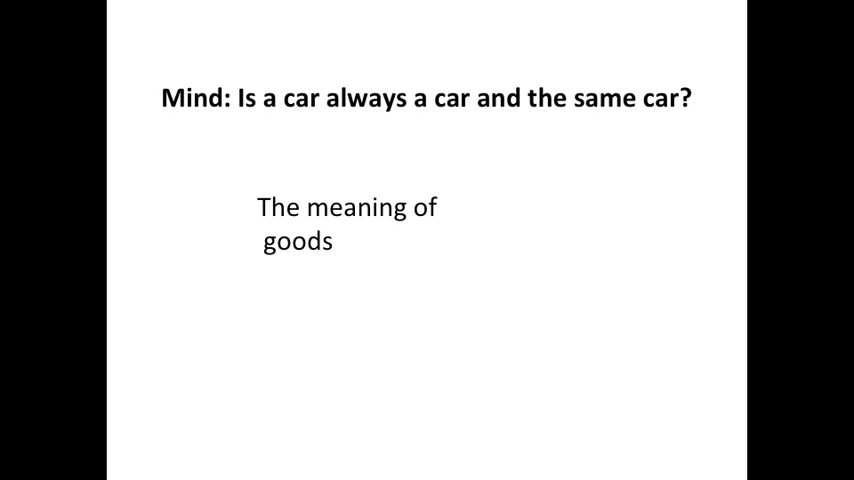 Mind: Is a car always a car and the same car?
The meaning of
goods